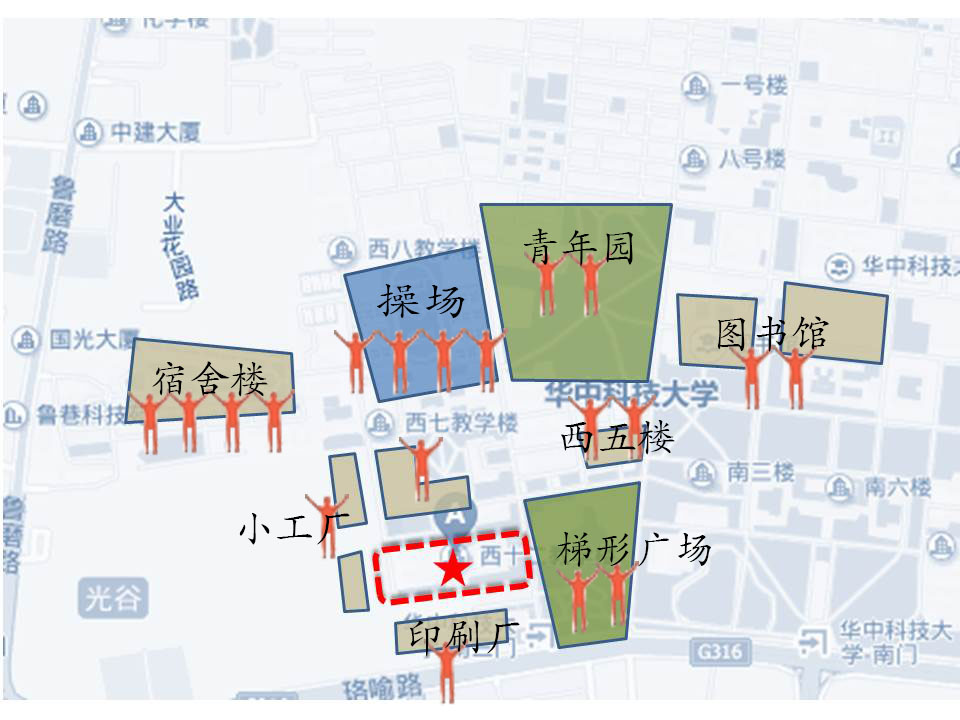 化学楼
中建大厦
一号楼
八号楼
鲁磨路
大业花园路
青年园
西八教学楼
华中科技大
操场
图书馆
国光大厦
宿舍楼
华中科技大学
鲁巷科技
西七教学楼
西五楼
南三楼
南六楼
小工厂
A
鲁磨路
西十二教
梯形广场
光谷
印刷厂
G316
华中科技大
学-南门
珞喻路